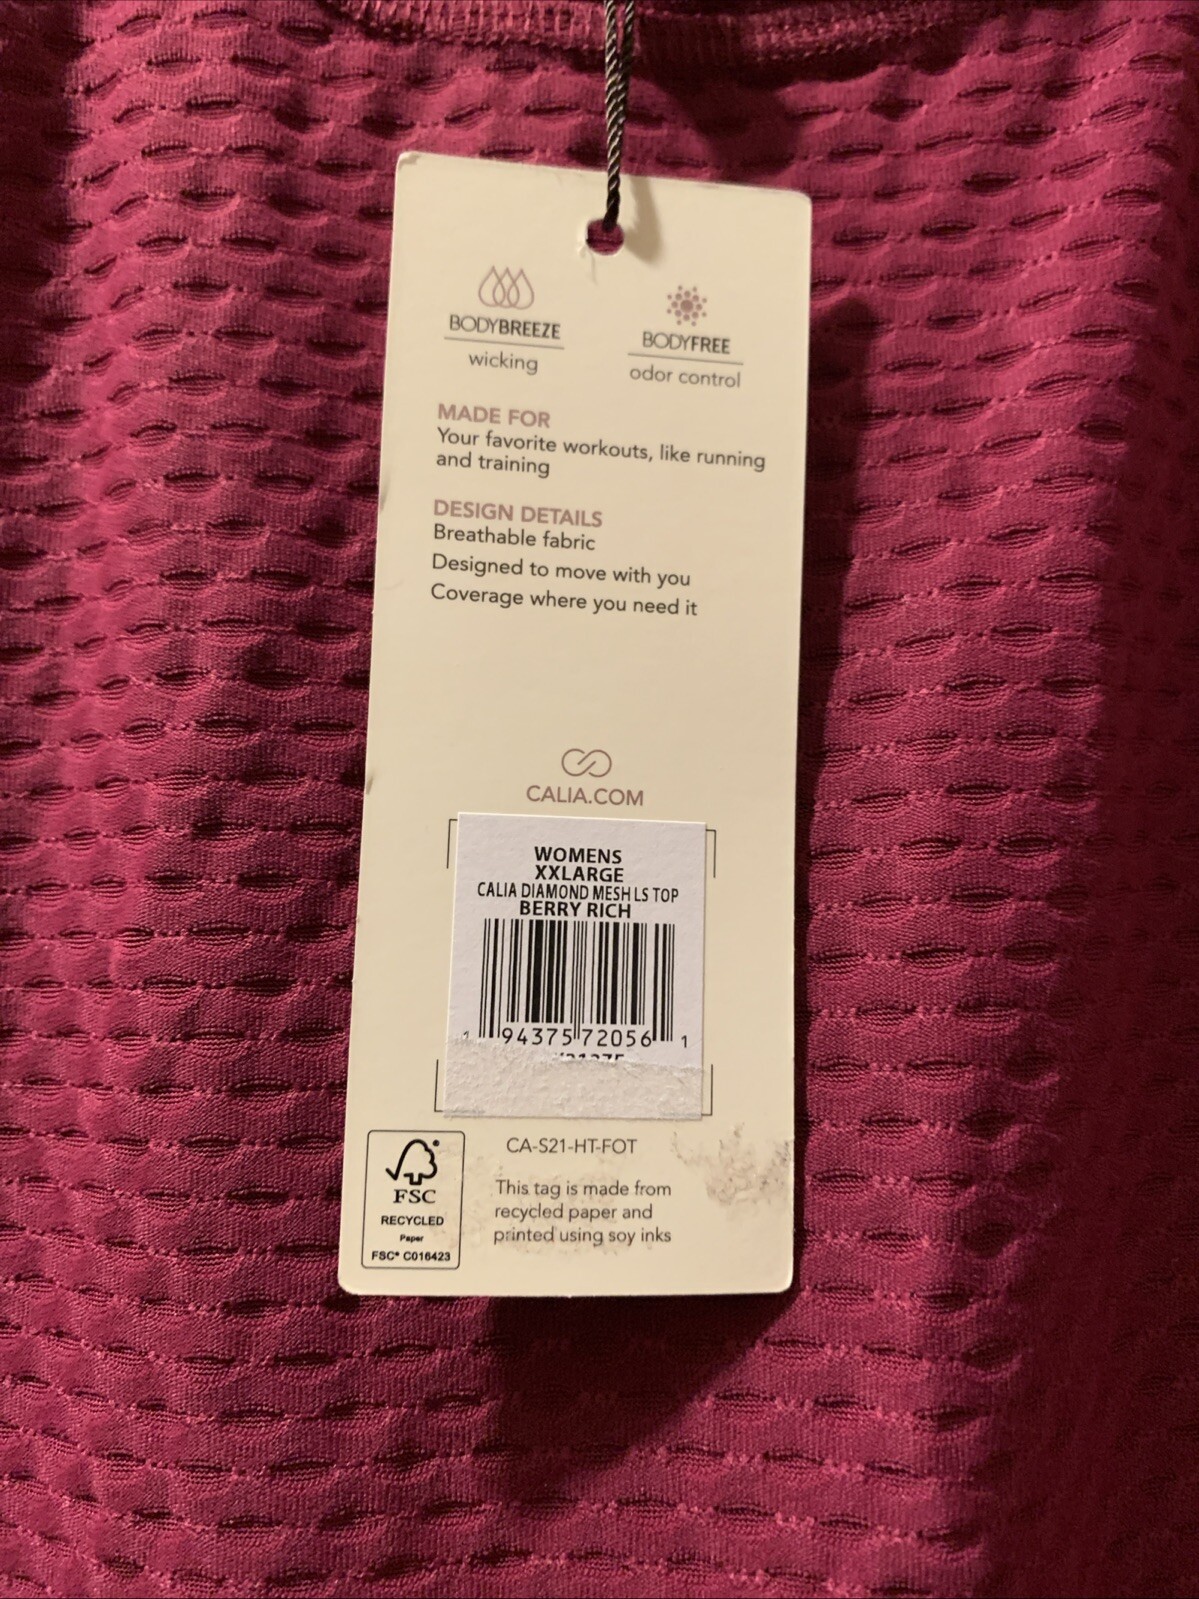 BODYBREEZE
wicking
BODYFREE
odor control
MADE FOR
Your favorite workouts, like running
and training
DESIGN DETAILS
Breathable fabric
Designed to move with you
Coverage where you need it
CALIA.COM
WOMENS
XXLARGE
CALIA DIAMOND MESH LS TOP
BERRY RICH
94375 72056 1
CA-S21-HT-FOT
This tag is made from
recycled paper and
printed using soy inks
FSC
RECYCLED
Paper
FSC® C016423